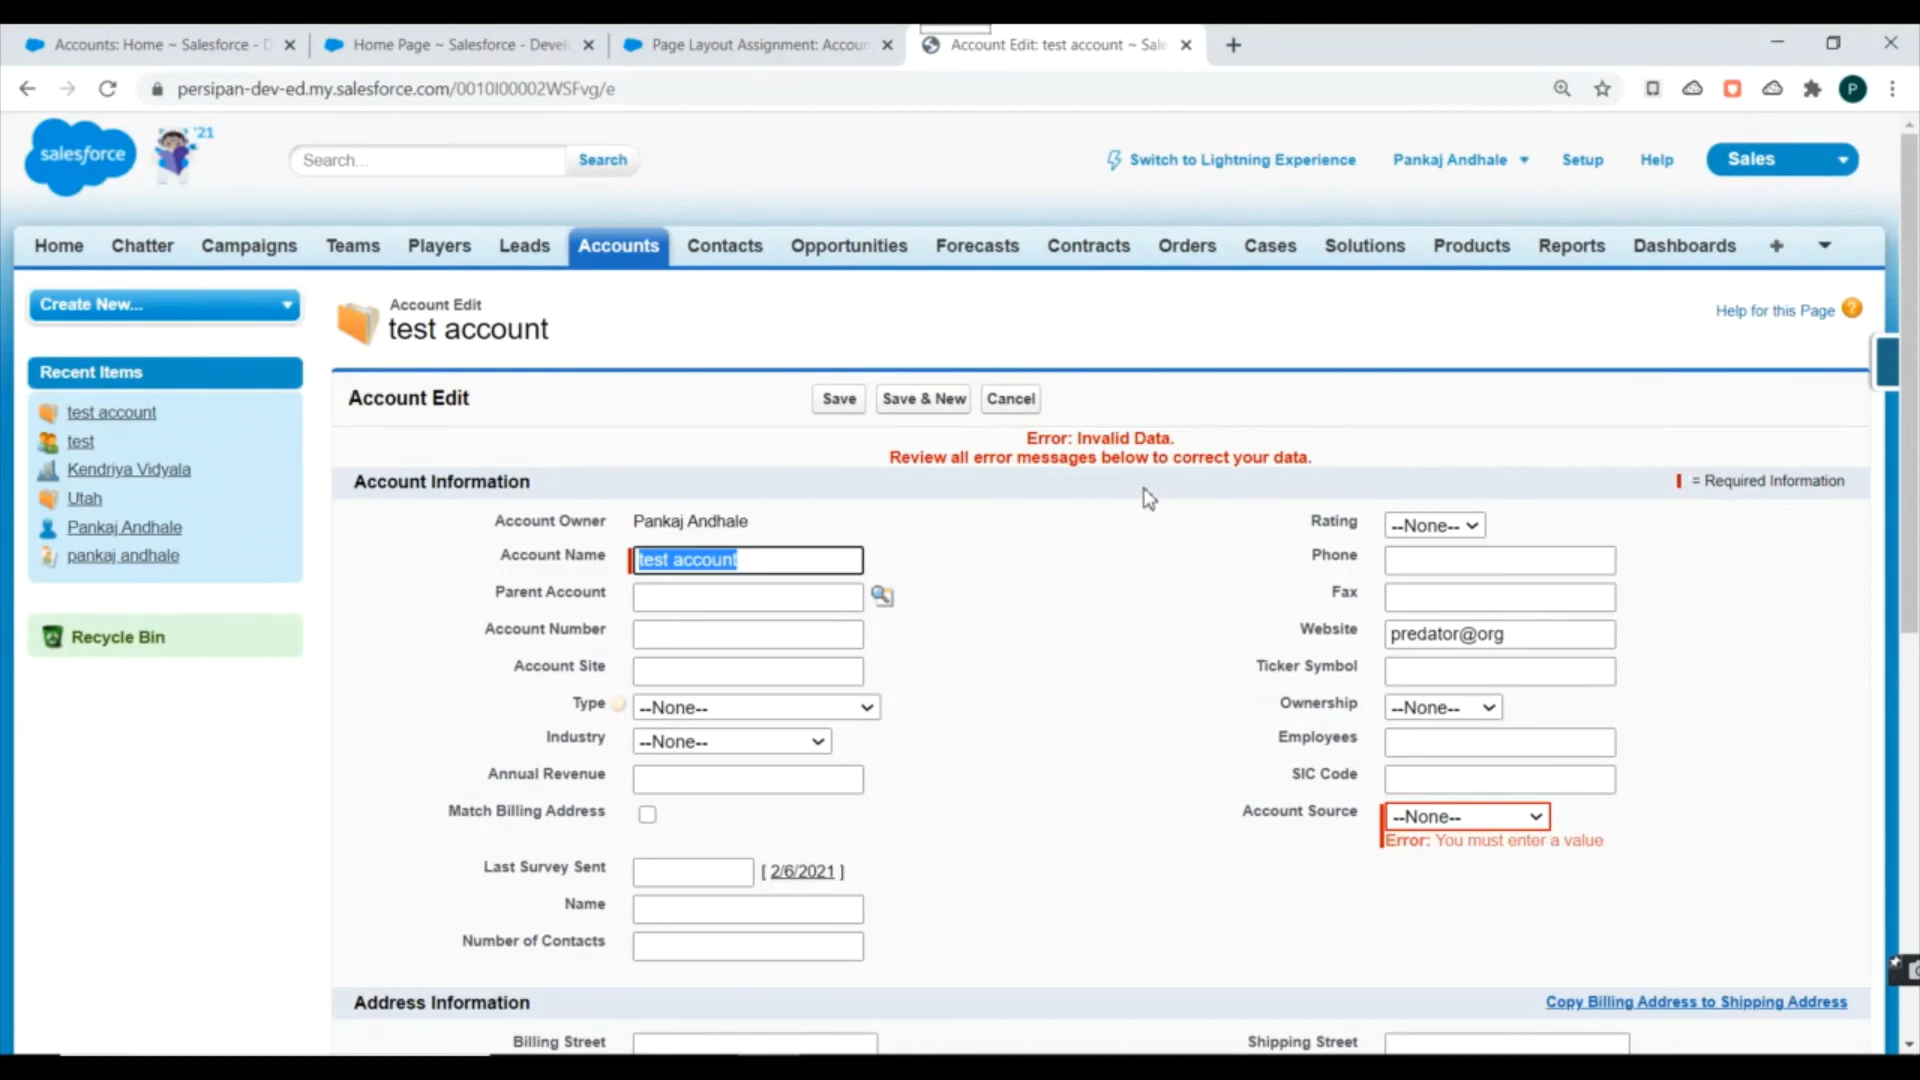 Accounts: Home ~ Salesforce - D
Home Page ~ Salesforce - Devel
Page Layout Assignment: Accoun
Account Edit: test account ~ Sale
persipan-dev-ed.my.salesforce.com/0010I00002WSFvg/e
P
salesforce
'21
Search...
Search
Switch to Lightning Experience
Pankaj Andhale
Setup
Help
Sales
Home
Chatter
Campaigns
Teams
Players
Leads
Accounts
Contacts
Opportunities
Forecasts
Contracts
Orders
Cases
Solutions
Products
Reports
Dashboards
+
Create New...
Account Edit
test account
Help for this Page ?
Recent Items
test account
test
Kendriya Vidyala
Utah
Pankaj Andhale
pankaj andhale
Recycle Bin
Account Edit
Save
Save & New
Cancel
Error: Invalid Data.
Review all error messages below to correct your data.
Account Information
= Required Information
Account Owner Pankaj Andhale
Rating --None--
Account Name test account
Phone
Parent Account
Fax
Account Number
Website predator@org
Account Site
Ticker Symbol
Type --None--
Ownership --None--
Industry --None--
Employees
Annual Revenue
SIC Code
Match Billing Address
Account Source --None--
Error: You must enter a value
Last Survey Sent [ 2/6/2021 ]
Name
Number of Contacts
Address Information
Copy Billing Address to Shipping Address
Billing Street
Shipping Street